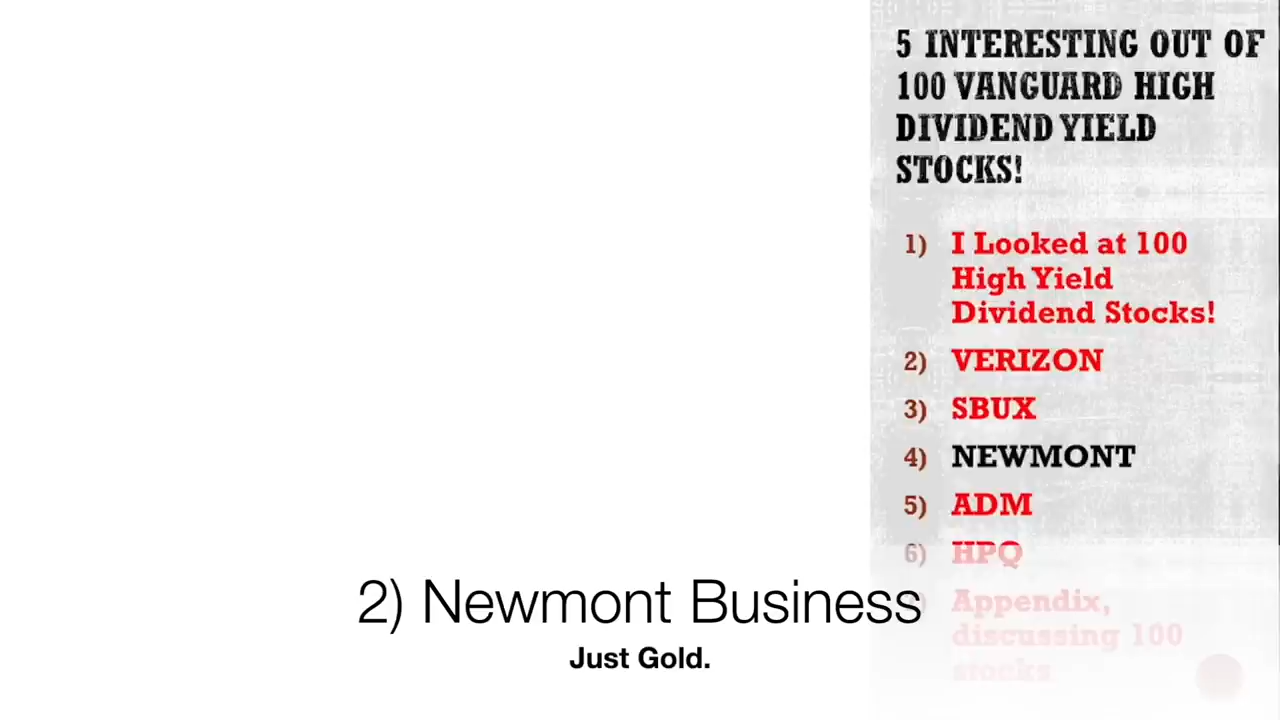 5 INTERESTING OUT OF
100 VANGUARD HIGH
DIVIDEND YIELD
STOCKS!
1) I Looked at 100
High Yield
Dividend Stocks!
2) VERIZON
3) SBUX
4) NEWMONT
5) ADM
6) HPQ
Appendix,
discussing 100
stocks
2) Newmont Business
Just Gold.